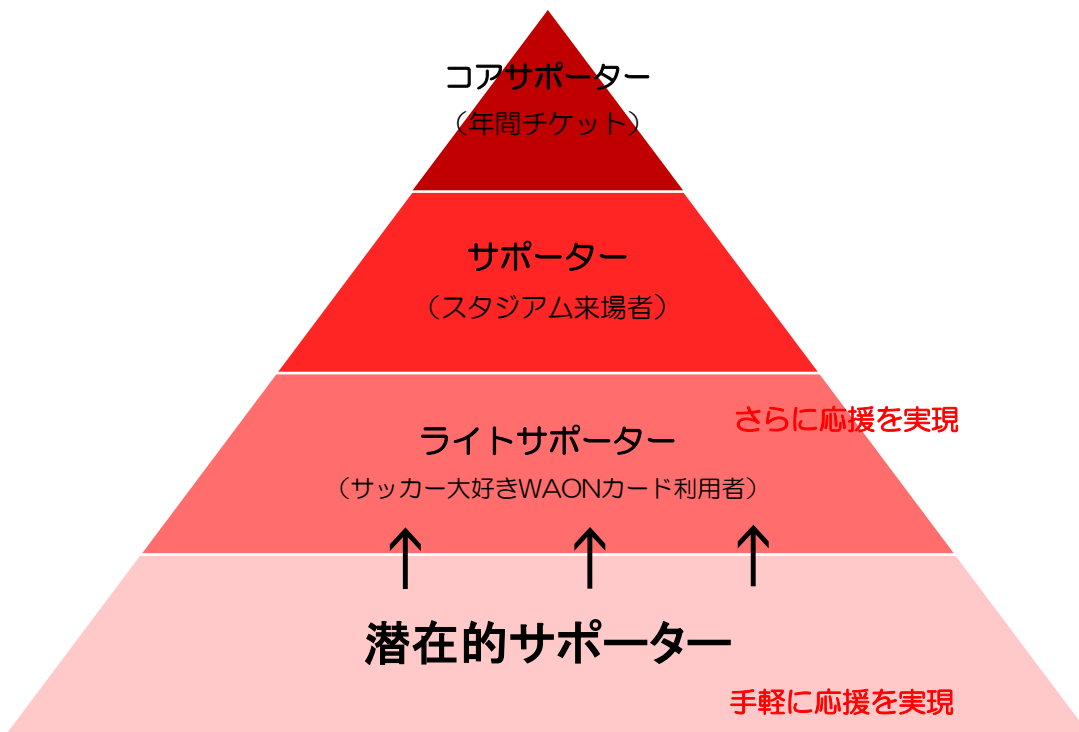 コアサポーター
（年間チケット）
サポーター
（スタジアム来場者）
さらに応援を実現
ライトサポーター
（サッカー大好きWAONカード利用者）
潜在的サポーター
手軽に応援を実現